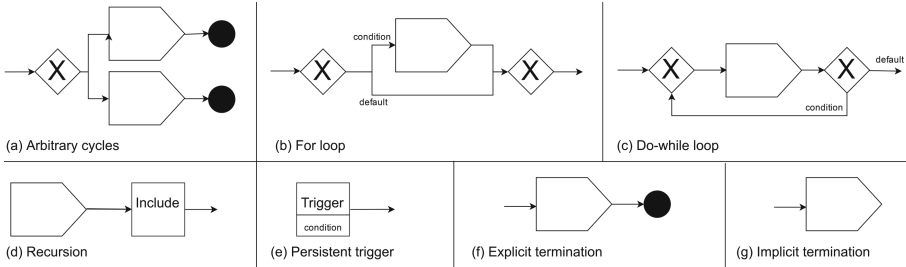 X
(a) Arbitrary cycles
condition
X
X
default
(b) For loop
X
X
default
condition
(c) Do-while loop
Include
(d) Recursion
Trigger
condition
(e) Persistent trigger
(f) Explicit termination
(g) Implicit termination